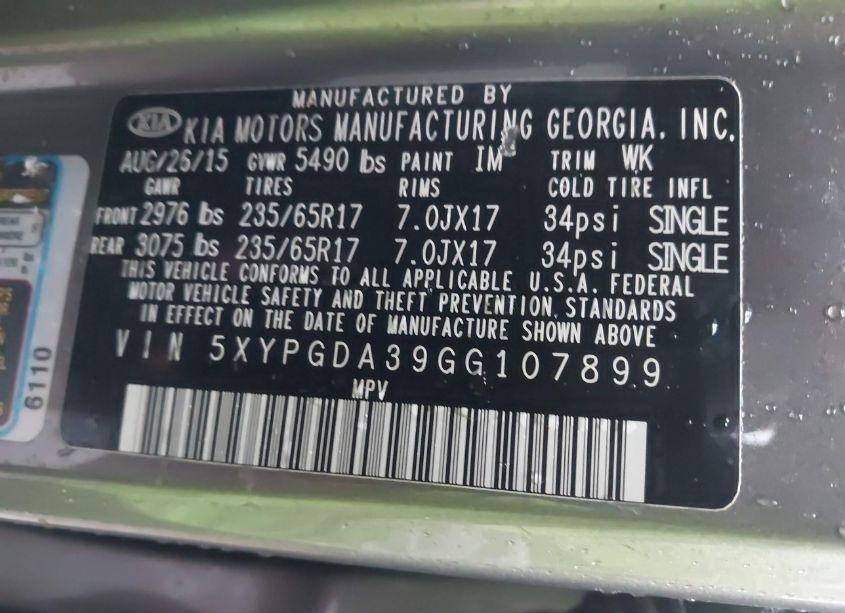 MANUFACTURED BY
KIA KIA MOTORS MANUFACTURING GEORGIA, INC.
AUG/26/15 GVWR 5490 lbs PAINT IM TRIM WK
GAWR TIRES RIMS COLD TIRE INFL
FRONT 2976 lbs 235/65R17 7.0JX17 34psi SINGLE
REAR 3075 lbs 235/65R17 7.0JX17 34psi SINGLE
THIS VEHICLE CONFORMS TO ALL APPLICABLE U.S.A. FEDERAL
MOTOR VEHICLE SAFETY AND THEFT PREVENTION STANDARDS
IN EFFECT ON THE DATE OF MANUFACTURE SHOWN ABOVE
VIN 5XYPGDA39GG107899
MPV
6110